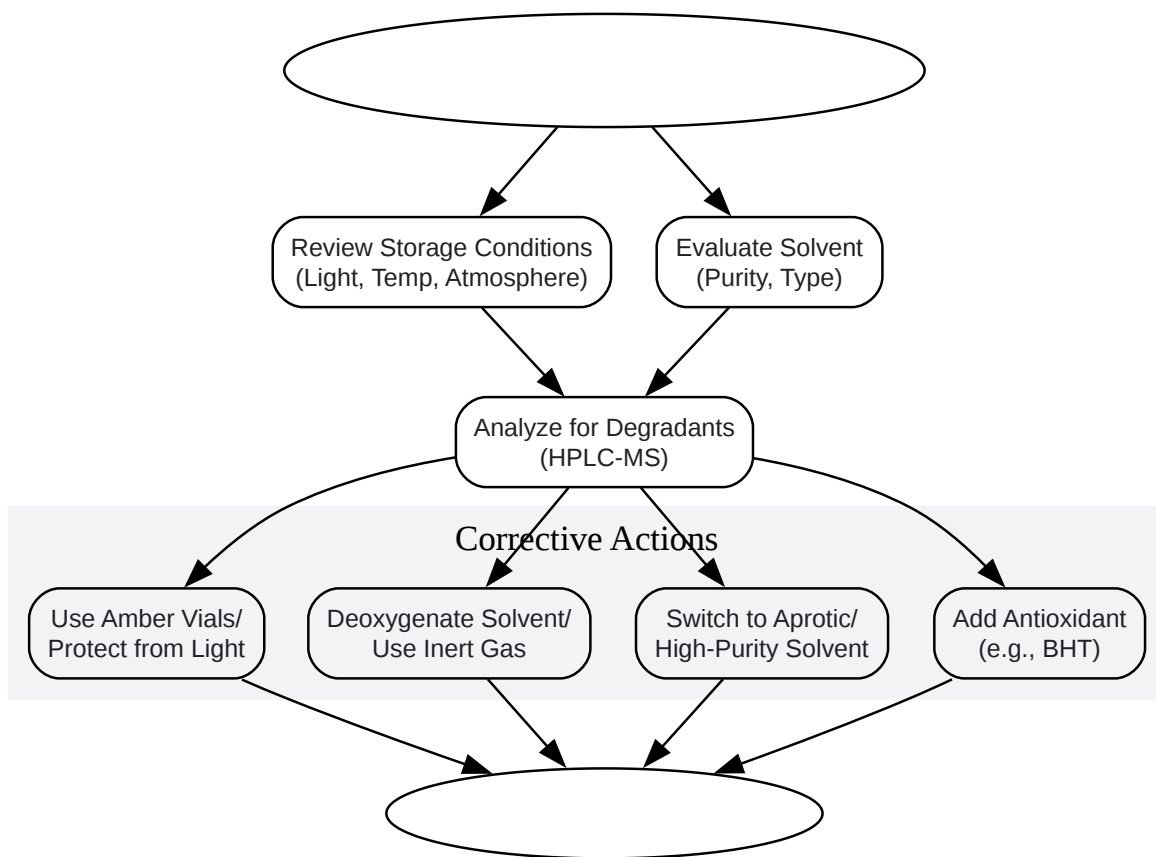 Review Storage Conditions
(Light, Temp, Atmosphere)
Evaluate Solvent
(Purity, Type)
Analyze for Degradants
(HPLC-MS)
Corrective Actions
Use Amber Vials/
Protect from Light
Deoxygenate Solvent/
Use Inert Gas
Switch to Aprotic/
High-Purity Solvent
Add Antioxidant
(e.g., BHT)